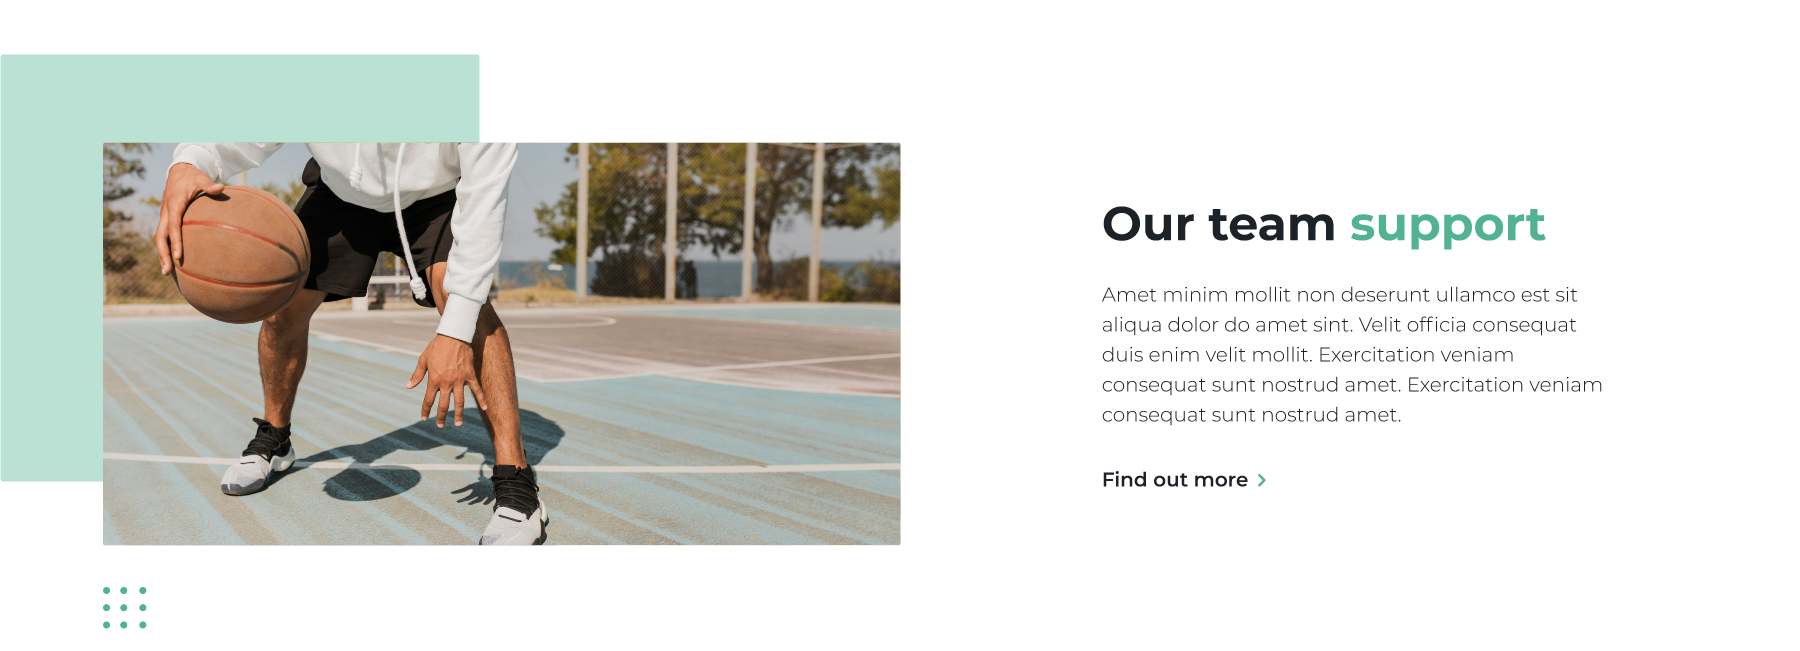 Our team support
Amet minim mollit non deserunt ullamco est sit
aliqua dolor do amet sint. Velit officia consequat
duis enim velit mollit. Exercitation veniam
consequat sunt nostrud amet. Exercitation veniam
consequat sunt nostrud amet.
Find out more